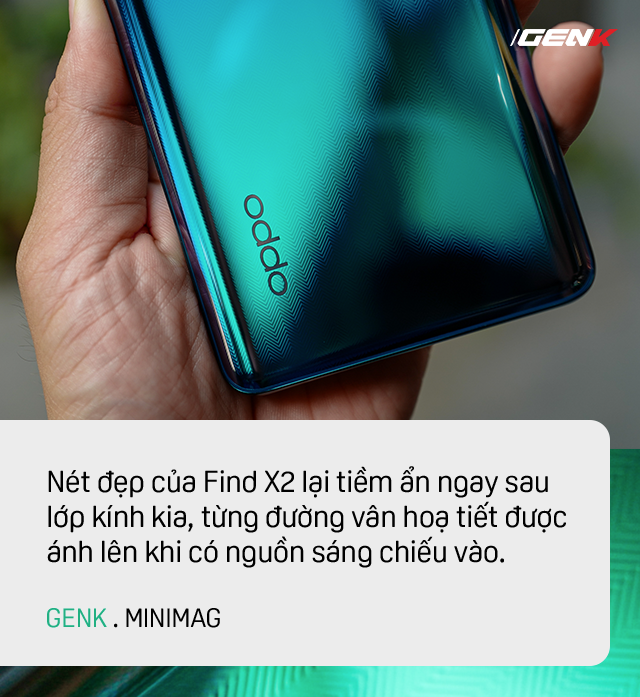 /GENK
oppo
Nét đẹp của Find X2 lại tiềm ẩn ngay sau
lớp kính kia, từng đường vân hoạ tiết được
ánh lên khi có nguồn sáng chiếu vào.
GENK . MINIMAG